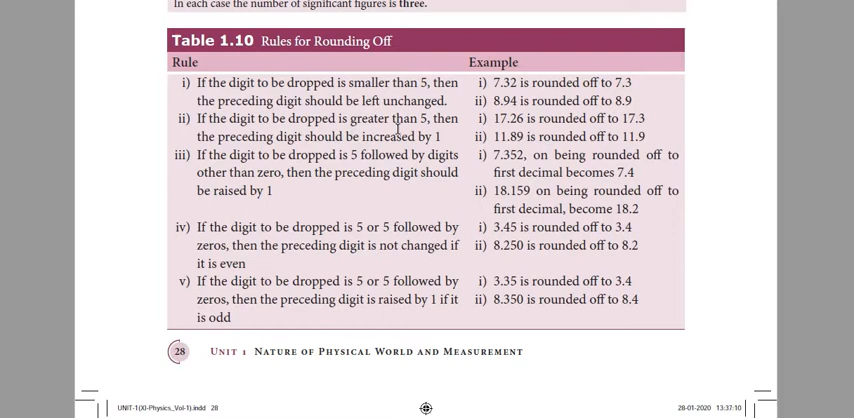 In each case the number of significant figures is three.
Table 1.10 Rules for Rounding Off
Rule Example
i) If the digit to be dropped is smaller than 5, then
the preceding digit should be left unchanged.
i) 7.32 is rounded off to 7.3
ii) 8.94 is rounded off to 8.9
ii) If the digit to be dropped is greater than 5, then
the preceding digit should be increased by 1
i) 17.26 is rounded off to 17.3
ii) 11.89 is rounded off to 11.9
iii) If the digit to be dropped is 5 followed by digits
other than zero, then the preceding digit should
be raised by 1
i) 7.352, on being rounded off to
first decimal becomes 7.4
ii) 18.159 on being rounded off to
first decimal, become 18.2
iv) If the digit to be dropped is 5 or 5 followed by
zeros, then the preceding digit is not changed if
it is even
i) 3.45 is rounded off to 3.4
ii) 8.250 is rounded off to 8.2
v) If the digit to be dropped is 5 or 5 followed by
zeros, then the preceding digit is raised by 1 if it
is odd
i) 3.35 is rounded off to 3.4
ii) 8.350 is rounded off to 8.4
28 UNIT 1 NATURE OF PHYSICAL WORLD AND MEASUREMENT
UNIT-1(XI-Physics_Vol-1).indd 28 28-01-2020 13:37:10